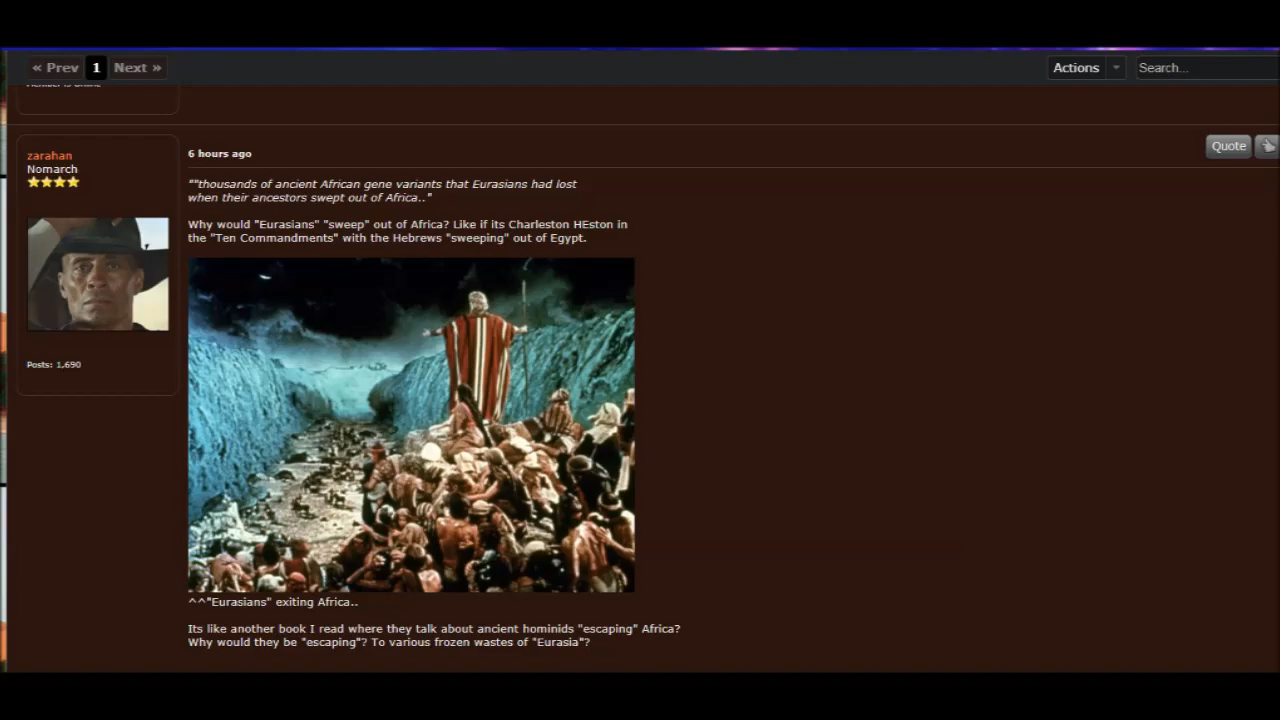 « Prev 1 Next »
Actions
Search...
zarahan
Nomarch
Posts: 1,690
6 hours ago
Quote
""thousands of ancient African gene variants that Eurasians had lost
when their ancestors swept out of Africa.."
Why would "Eurasians" "sweep" out of Africa? Like if its Charleston HEston in
the "Ten Commandments" with the Hebrews "sweeping" out of Egypt.
^^"Eurasians" exiting Africa..
Its like another book I read where they talk about ancient hominids "escaping" Africa?
Why would they be "escaping"? To various frozen wastes of "Eurasia"?